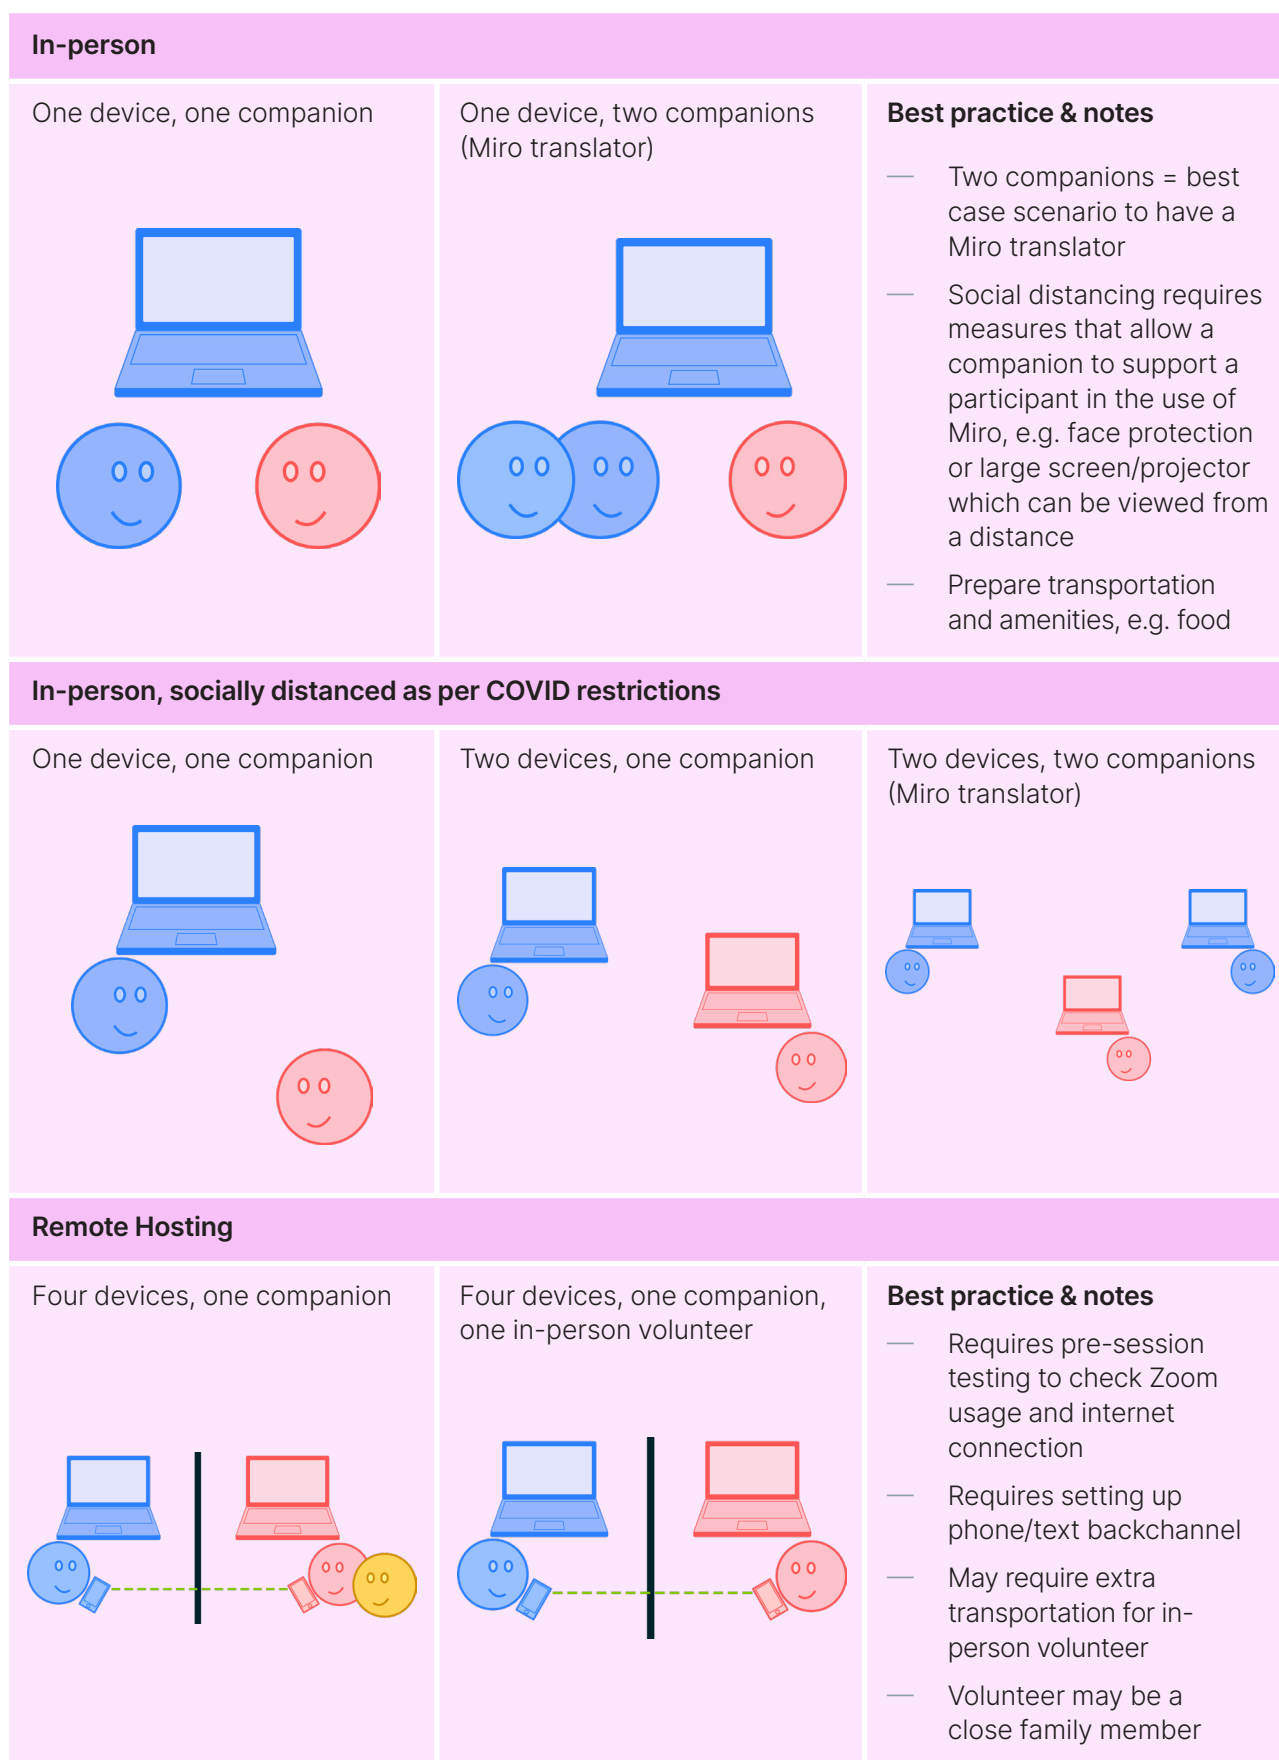 In-person
One device, one companion
One device, two companions
(Miro translator)
Best practice & notes
— Two companions = best
case scenario to have a
Miro translator
— Social distancing requires
measures that allow a
companion to support a
participant in the use of
Miro, e.g. face protection
or large screen/projector
which can be viewed from
a distance
— Prepare transportation
and amenities, e.g. food
In-person, socially distanced as per COVID restrictions
One device, one companion
Two devices, one companion
Two devices, two companions
(Miro translator)
Remote Hosting
Four devices, one companion
Four devices, one companion,
one in-person volunteer
Best practice & notes
— Requires pre-session
testing to check Zoom
usage and internet
connection
— Requires setting up
phone/text backchannel
— May require extra
transportation for in-
person volunteer
— Volunteer may be a
close family member